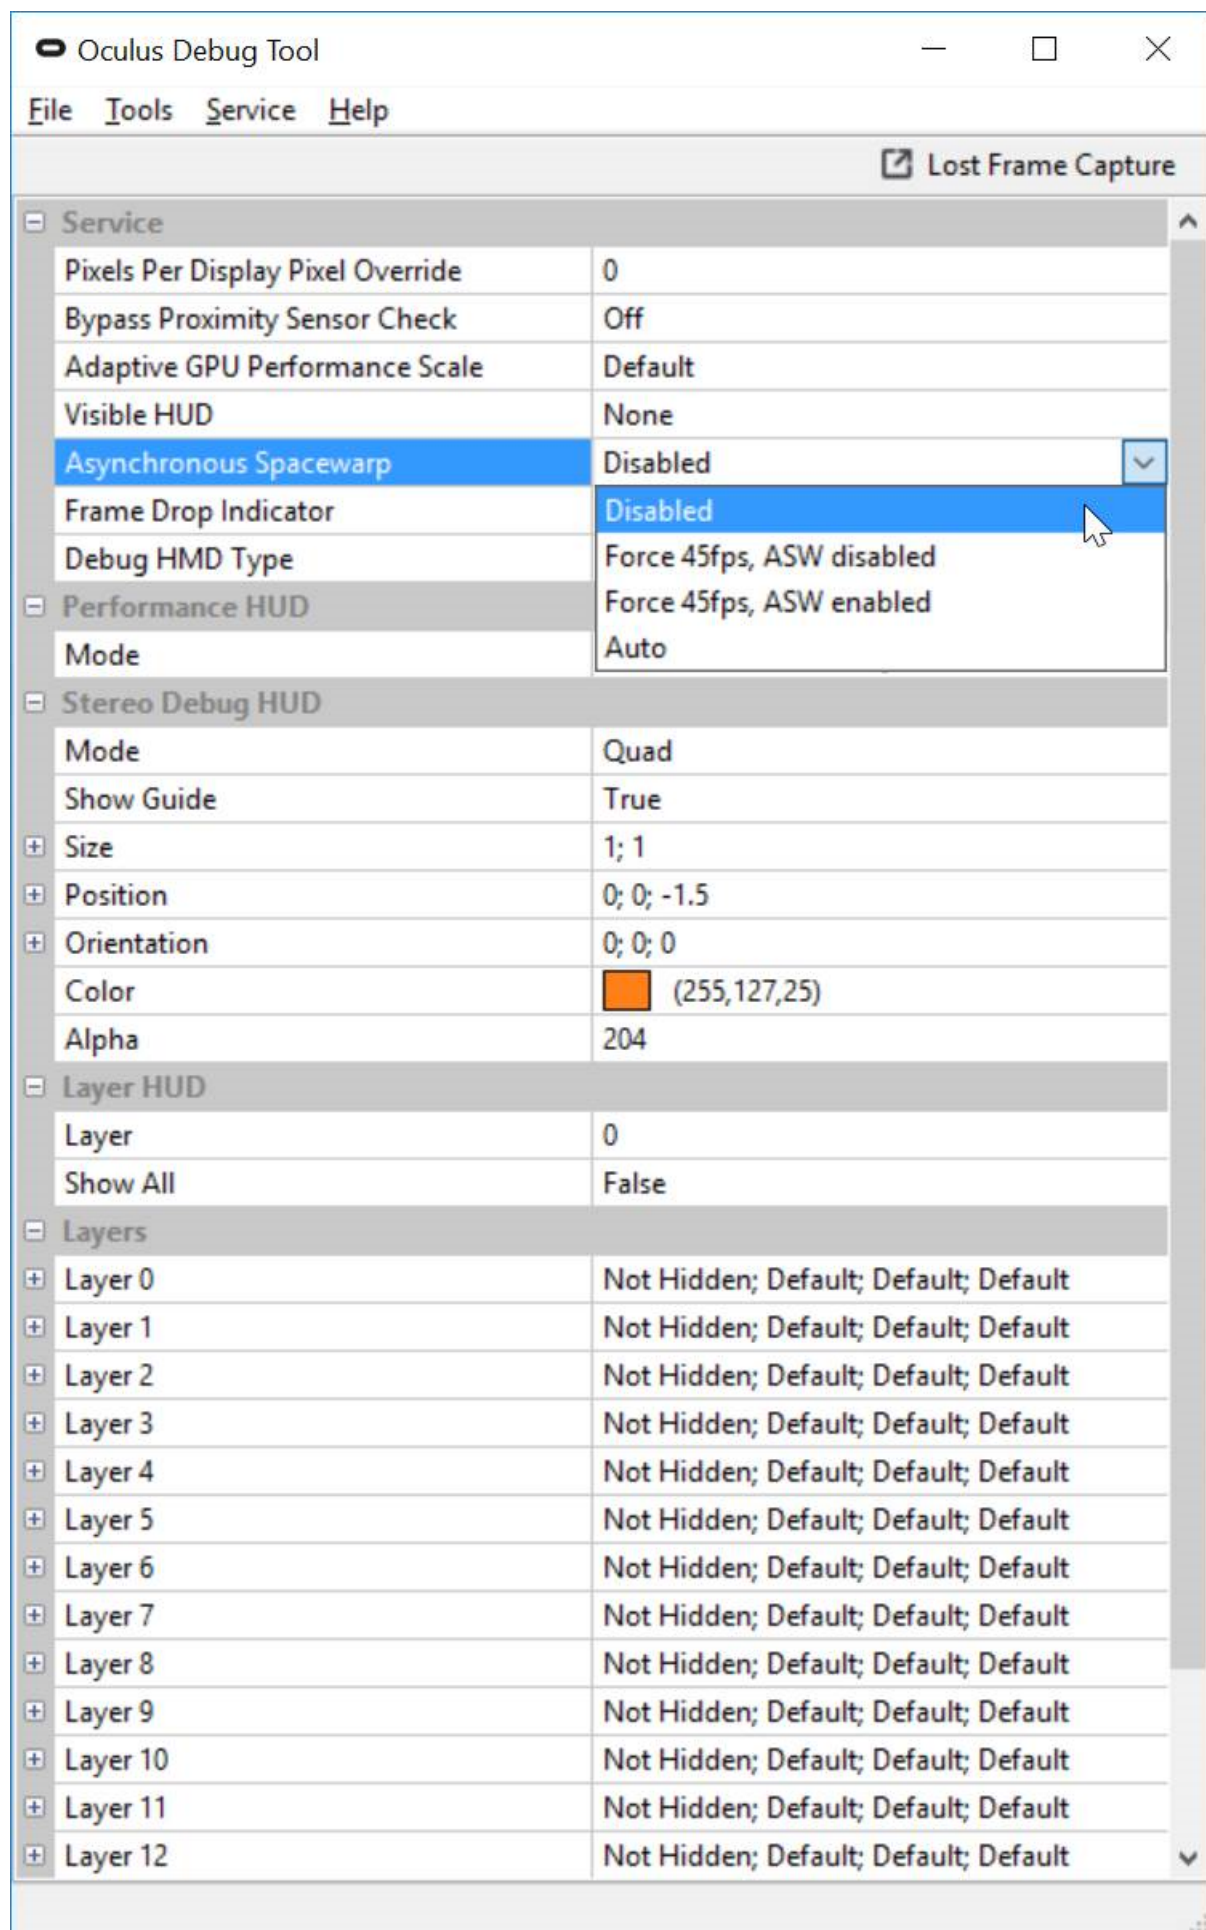 Oculus Debug Tool
File Tools Service Help
Lost Frame Capture
Service
Pixels Per Display Pixel Override 0
Bypass Proximity Sensor Check Off
Adaptive GPU Performance Scale Default
Visible HUD None
Asynchronous Spacewarp Disabled
Frame Drop Indicator Disabled
Debug HMD Type Force 45fps, ASW disabled
Performance HUD Force 45fps, ASW enabled
Mode Auto
Stereo Debug HUD
Mode Quad
Show Guide True
Size 1; 1
Position 0; 0; -1.5
Orientation 0; 0; 0
Color (255,127,25)
Alpha 204
Layer HUD
Layer 0
Show All False
Layers
Layer 0 Not Hidden; Default; Default; Default
Layer 1 Not Hidden; Default; Default; Default
Layer 2 Not Hidden; Default; Default; Default
Layer 3 Not Hidden; Default; Default; Default
Layer 4 Not Hidden; Default; Default; Default
Layer 5 Not Hidden; Default; Default; Default
Layer 6 Not Hidden; Default; Default; Default
Layer 7 Not Hidden; Default; Default; Default
Layer 8 Not Hidden; Default; Default; Default
Layer 9 Not Hidden; Default; Default; Default
Layer 10 Not Hidden; Default; Default; Default
Layer 11 Not Hidden; Default; Default; Default
Layer 12 Not Hidden; Default; Default; Default